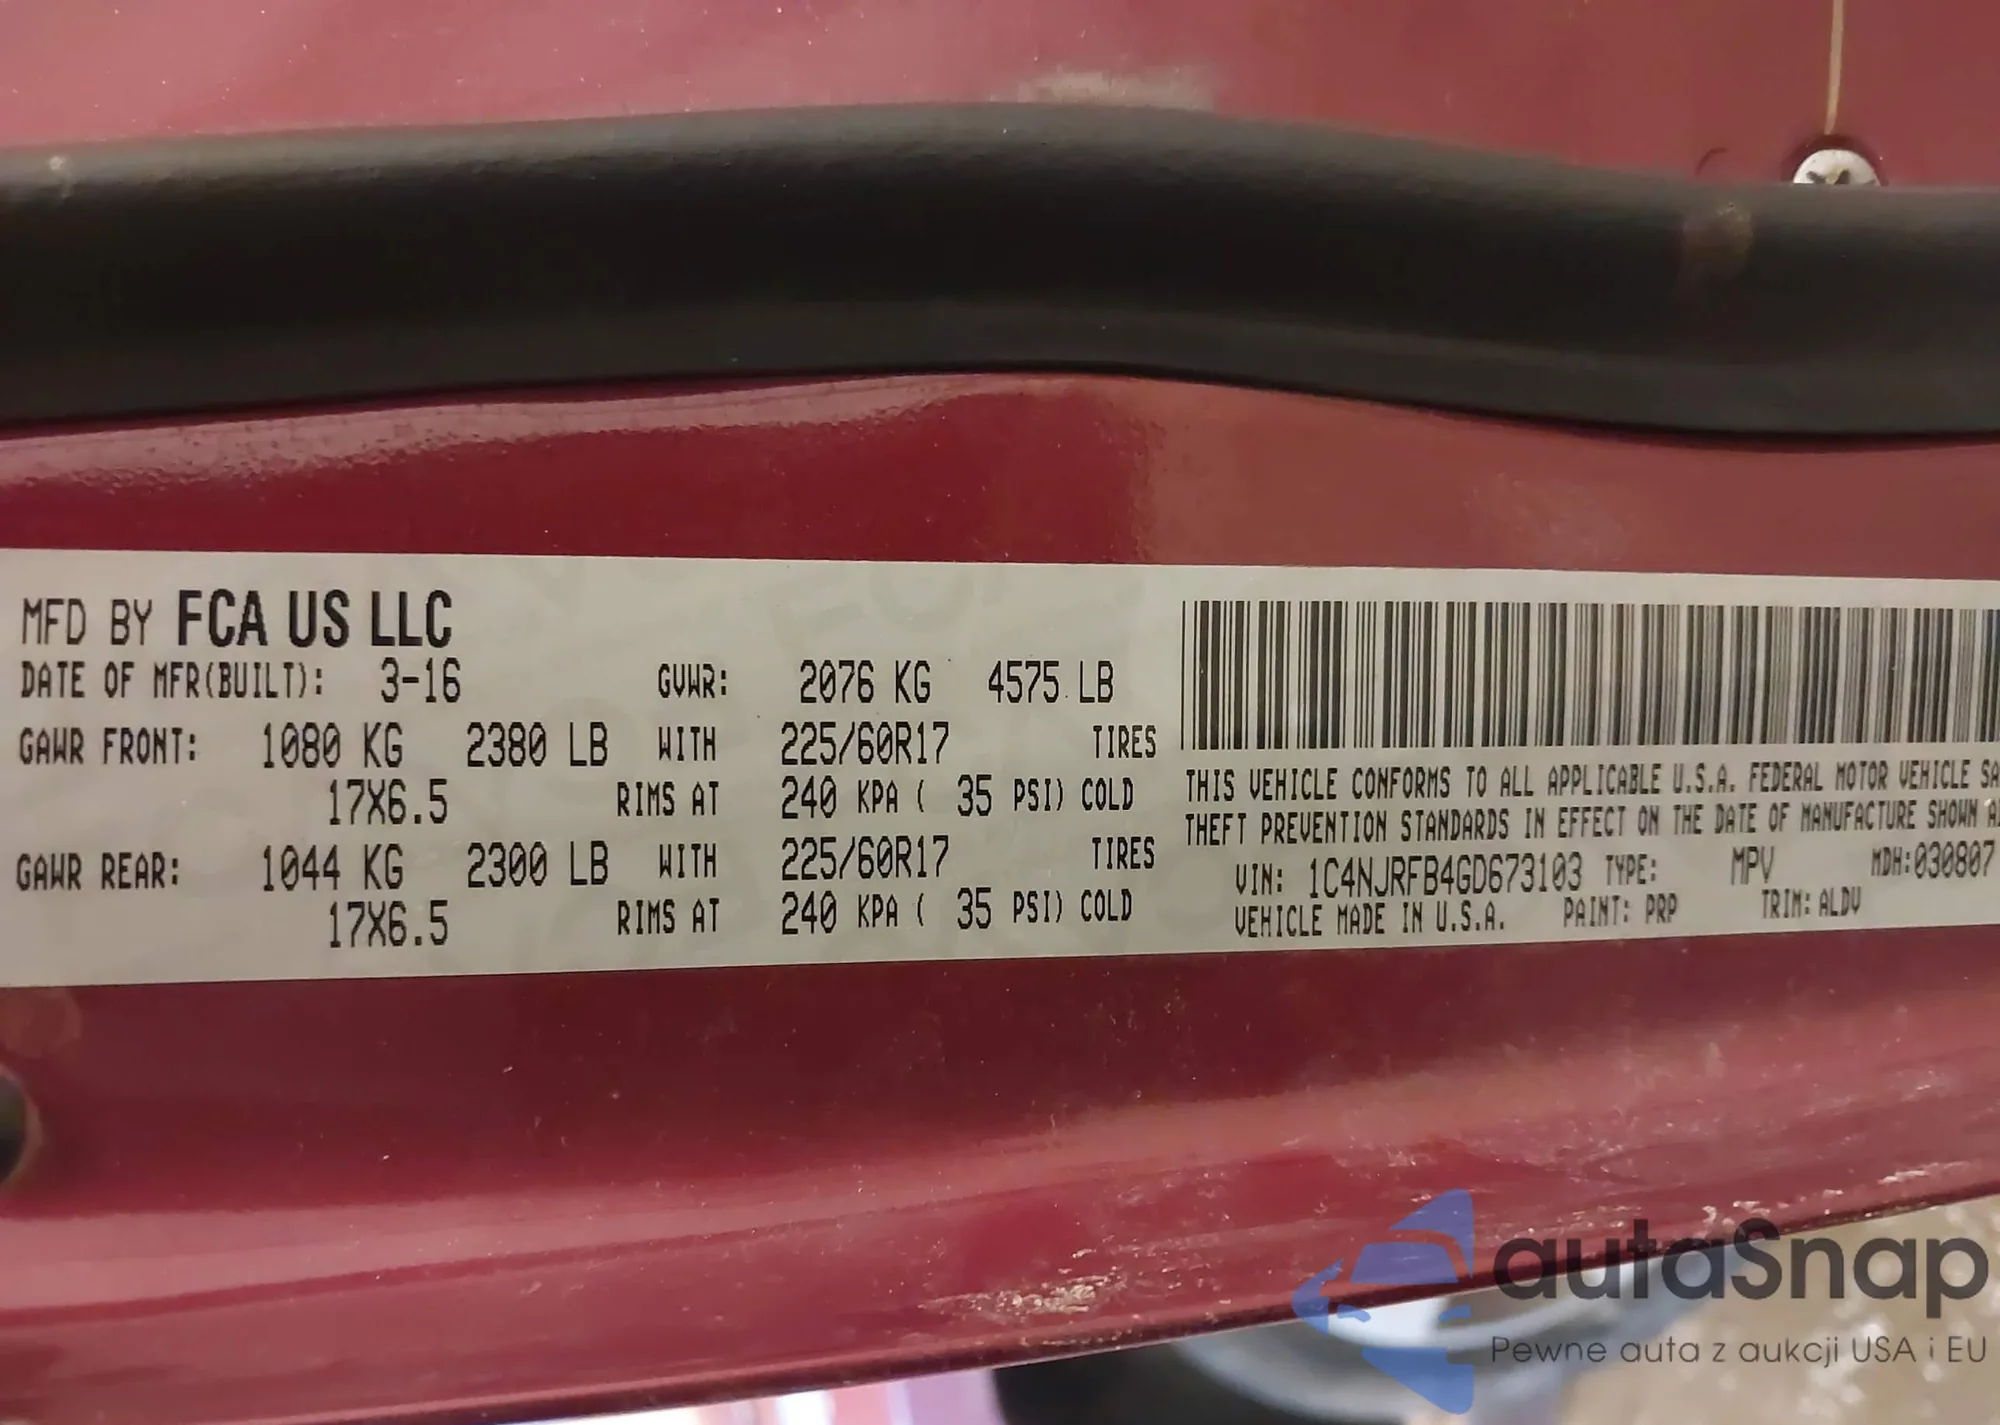 MFD BY FCA US LLC
DATE OF MFR(BUILT): 3-16 GVWR: 2076 KG 4575 LB
GAWR FRONT: 1080 KG 2380 LB WITH 225/60R17 TIRES
17X6.5 RIMS AT 240 KPA ( 35 PSI) COLD
GAWR REAR: 1044 KG 2300 LB WITH 225/60R17 TIRES
17X6.5 RIMS AT 240 KPA ( 35 PSI) COLD
THIS VEHICLE CONFORMS TO ALL APPLICABLE U.S.A. FEDERAL MOTOR VEHICLE SA
THEFT PREVENTION STANDARDS IN EFFECT ON THE DATE OF MANUFACTURE SHOWN A
VIN: 1C4NJRFB4GD673103 TYPE: MPV MDH:030807
VEHICLE MADE IN U.S.A. PAINT: PRP TRIM: ALDV
autaSnap
Pewne auta z aukcji USA i EU